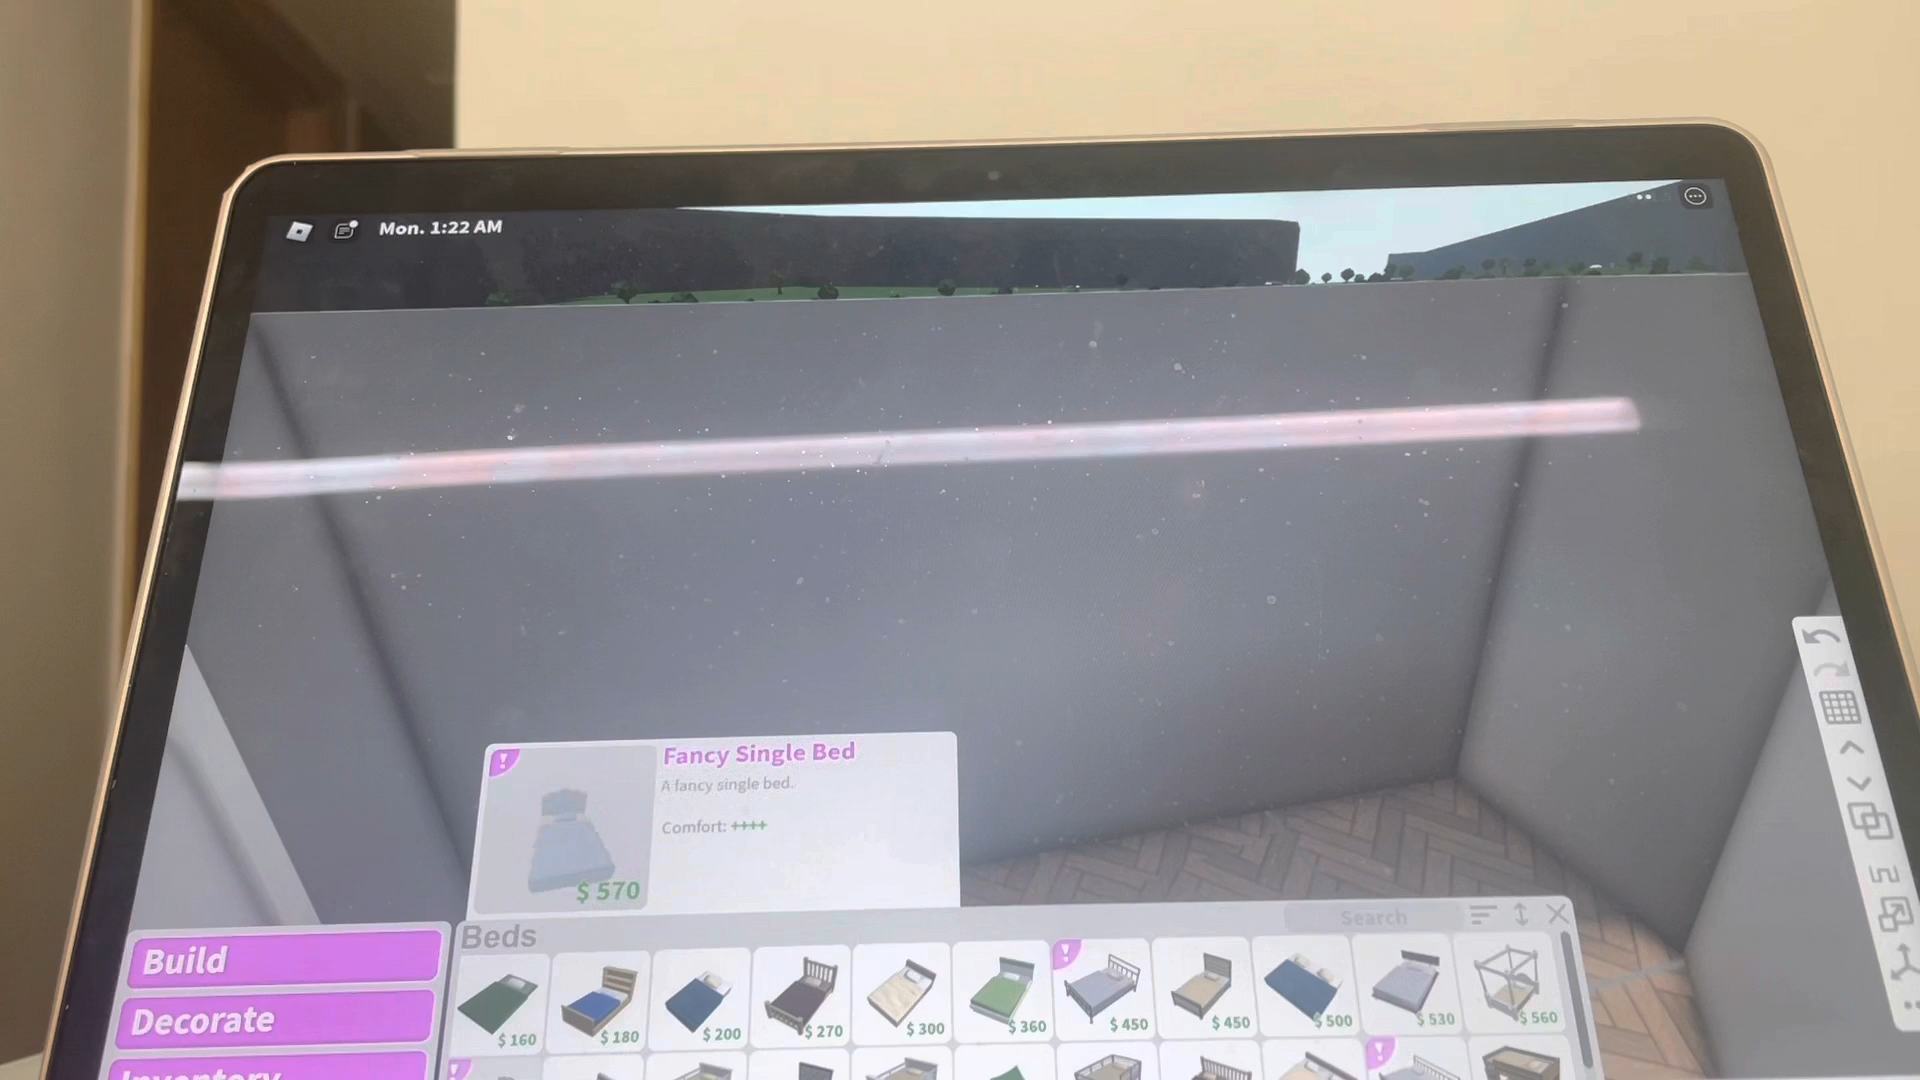 Mon. 1:22 AM
Fancy Single Bed
A fancy single bed.
Comfort: ++++
$ 570
Beds
Search
Build
Decorate
Inventory
$ 160
$ 180
$ 200
$ 270
$ 300
$ 360
$ 450
$ 450
$ 500
$ 530
$ 560